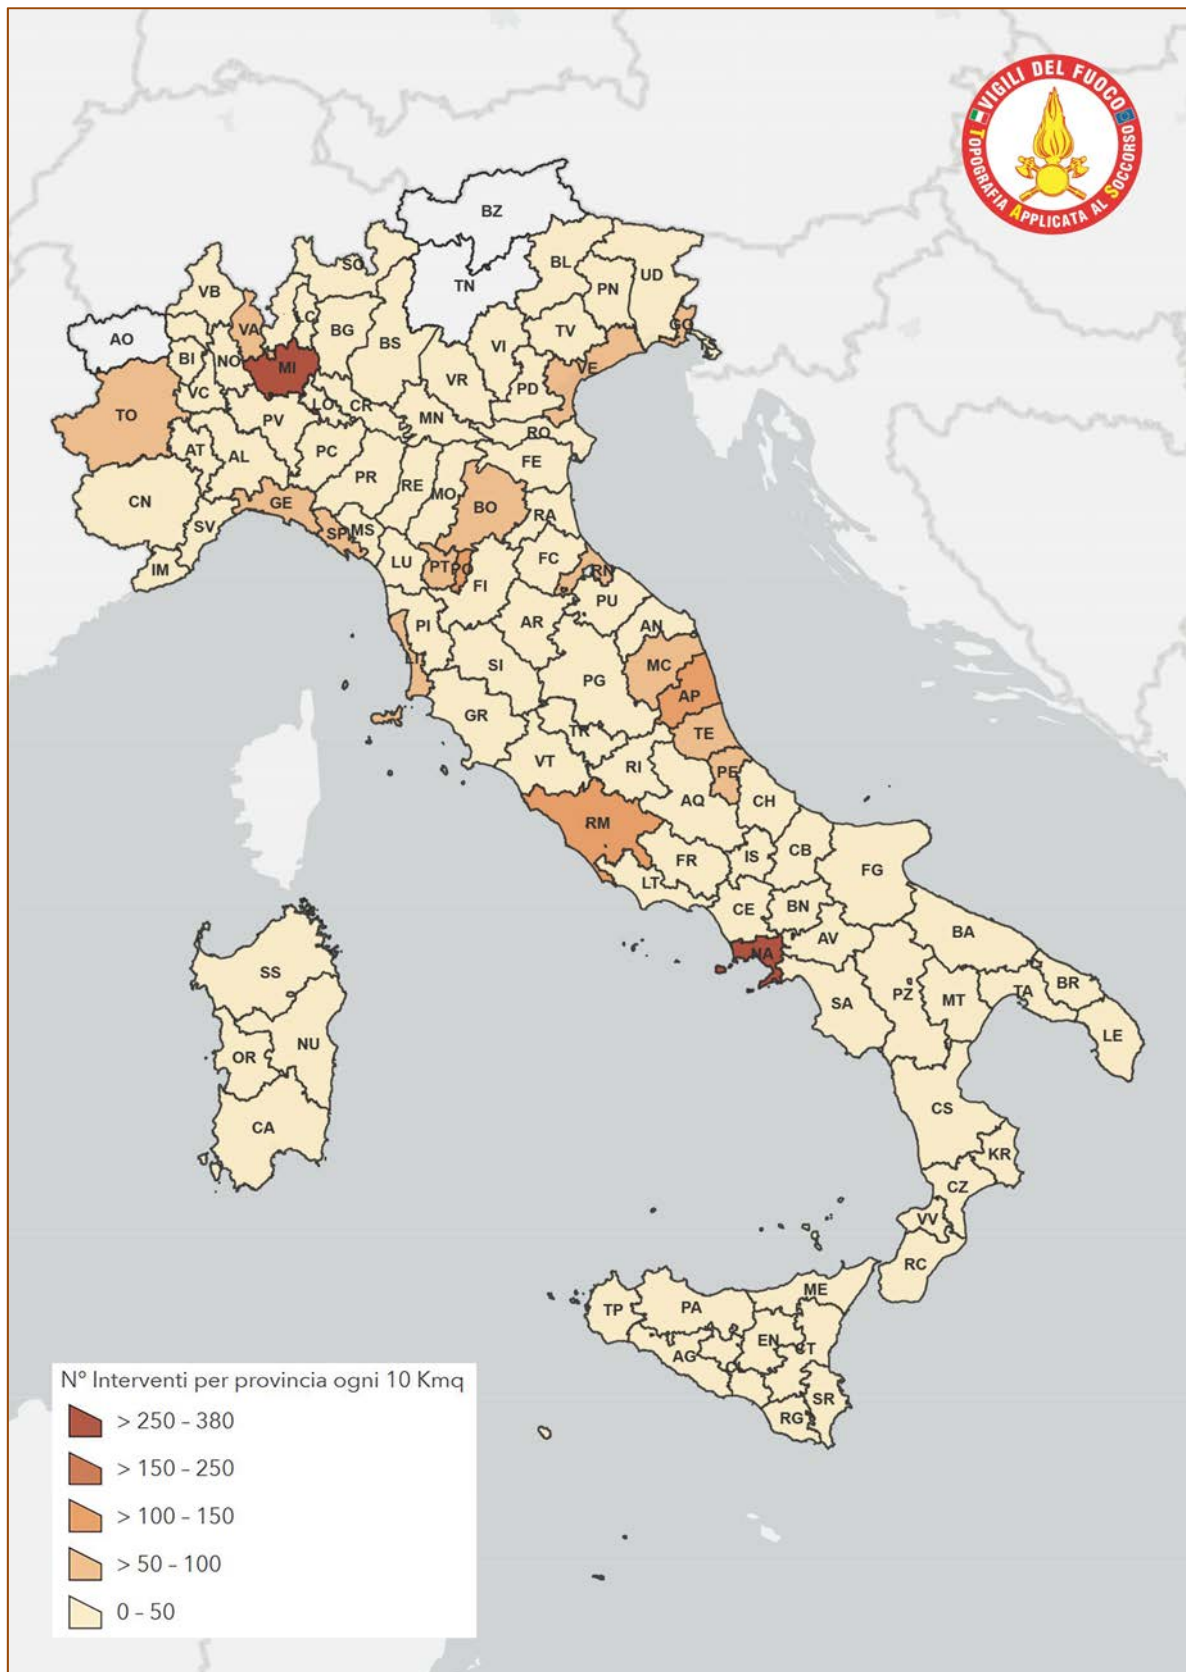 VIGILI DEL FUOCO
TOPOGRAFIA APPLICATA AL SOCCORSO
BZ
SO
TN
BL
PN
UD
VB
AO
VA
LC
BG
BS
TV
GO
TS
BI
NO
MI
VI
VE
VC
VR
PD
TO
LO
CR
MN
PV
RO
AT
AL
PC
FE
PR
RE
MO
CN
GE
BO
SV
SP
MS
RA
LU
PT
PO
FC
RN
IM
FI
PU
PI
AR
AN
LI
SI
MC
PG
AP
GR
TR
TE
VT
RI
PE
AQ
CH
RM
FR
IS
CB
FG
LT
CE
BN
AV
BA
NA
SS
SA
PZ
MT
TA
BR
NU
OR
LE
CA
CS
KR
CZ
VV
RC
ME
TP
PA
EN
CT
AG
SR
RG
N° Interventi per provincia ogni 10 Kmq
> 250 – 380
> 150 – 250
> 100 – 150
> 50 – 100
0 – 50